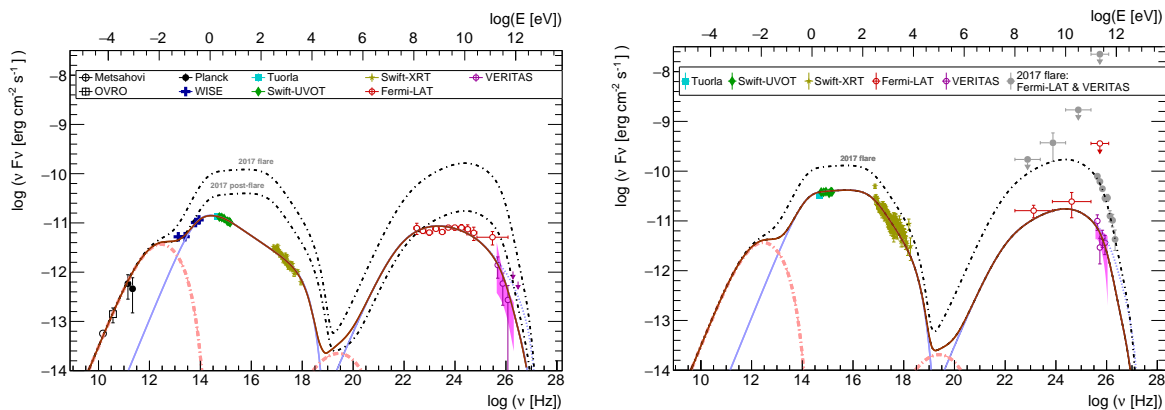 log(E [eV])
−4 −2 0 2 4 6 8 10 12
log (ν Fν [erg cm⁻² s⁻¹])
−8
−9
−10
−11
−12
−13
−14
Metsahovi Planck Tuorla Swift-XRT VERITAS
OVRO WISE Swift-UVOT Fermi-LAT
2017 flare
2017 post-flare
10 12 14 16 18 20 22 24 26 28
log (ν [Hz])
log(E [eV])
−4 −2 0 2 4 6 8 10 12
log (ν Fν [erg cm⁻² s⁻¹])
−8
−9
−10
−11
−12
−13
−14
Tuorla Swift-UVOT Swift-XRT Fermi-LAT VERITAS 2017 flare:
Fermi-LAT & VERITAS
2017 flare
10 12 14 16 18 20 22 24 26 28
log (ν [Hz])